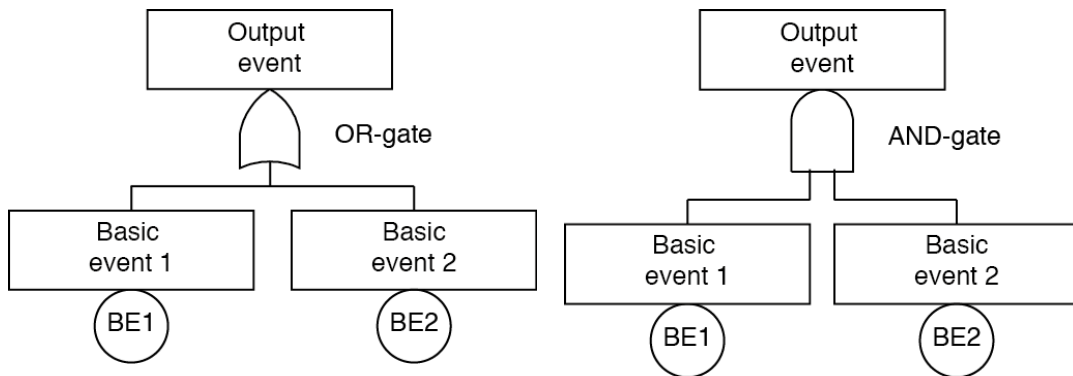 Output
event
OR-gate
Basic
event 1
Basic
event 2
BE1
BE2
Output
event
AND-gate
Basic
event 1
Basic
event 2
BE1
BE2